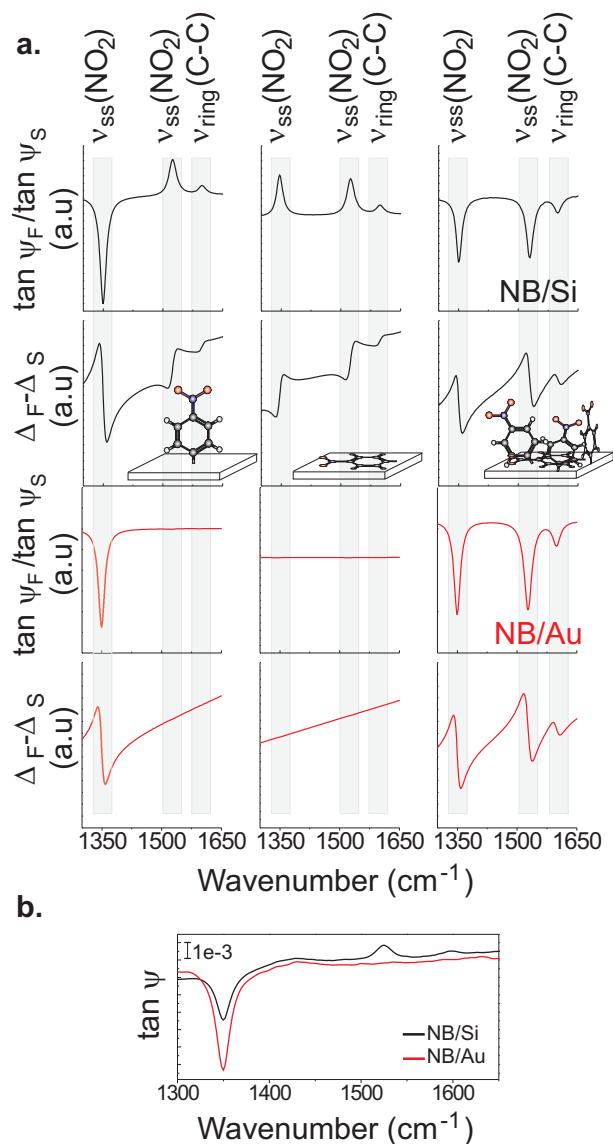 a.
νss(NO2)
νss(NO2)
νring(C-C)
νss(NO2)
νss(NO2)
νring(C-C)
νss(NO2)
νss(NO2)
νring(C-C)
tan ψF/tan ψS
(a.u)
NB/Si
ΔF-ΔS
(a.u)
tan ψF/tan ψS
(a.u)
NB/Au
ΔF-ΔS
(a.u)
1350 1500 1650 1350 1500 1650 1350 1500 1650
Wavenumber (cm-1)
b.
1e-3
tan ψ
NB/Si
NB/Au
1300 1400 1500 1600
Wavenumber (cm-1)